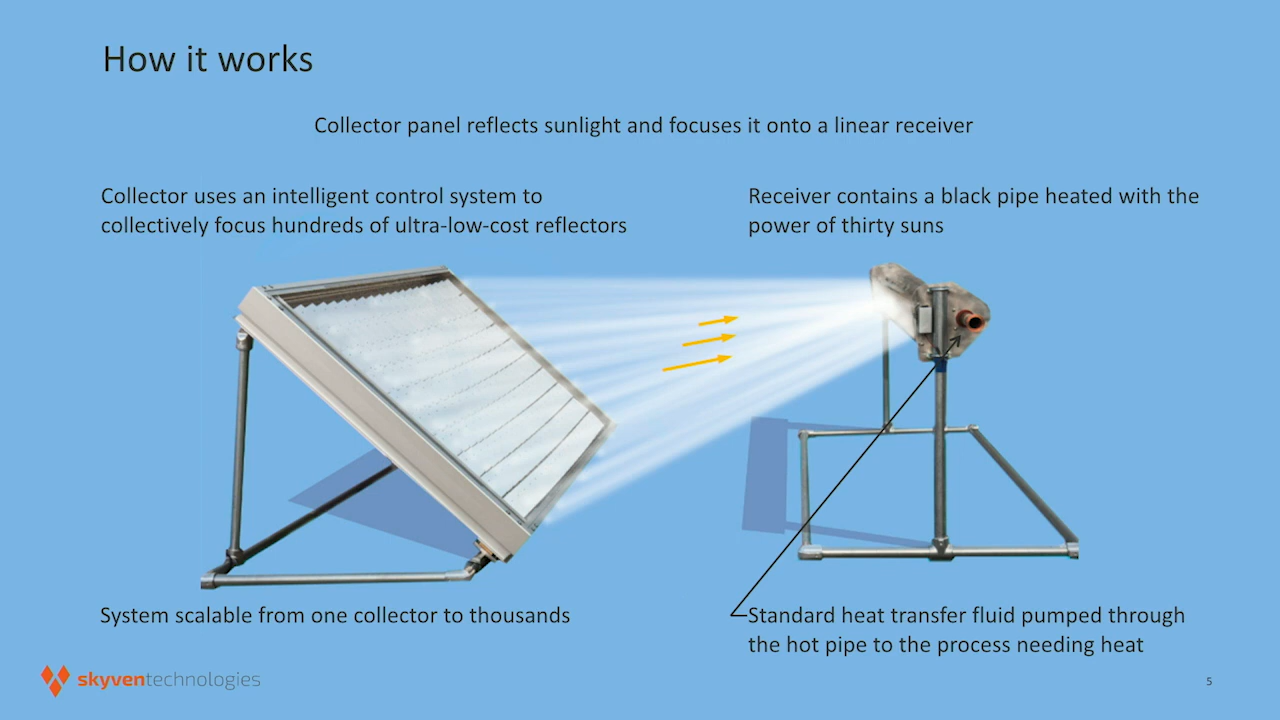 How it works
Collector panel reflects sunlight and focuses it onto a linear receiver
Collector uses an intelligent control system to
collectively focus hundreds of ultra-low-cost reflectors
Receiver contains a black pipe heated with the
power of thirty suns
System scalable from one collector to thousands
Standard heat transfer fluid pumped through
the hot pipe to the process needing heat
skyventechnologies
5